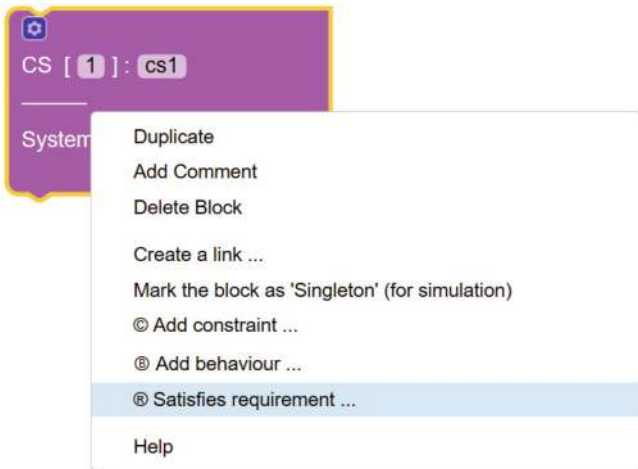 CS [ 1 ] : cs1
System
Duplicate
Add Comment
Delete Block
Create a link ...
Mark the block as 'Singleton' (for simulation)
© Add constraint ...
Ⓑ Add behaviour ...
® Satisfies requirement ...
Help